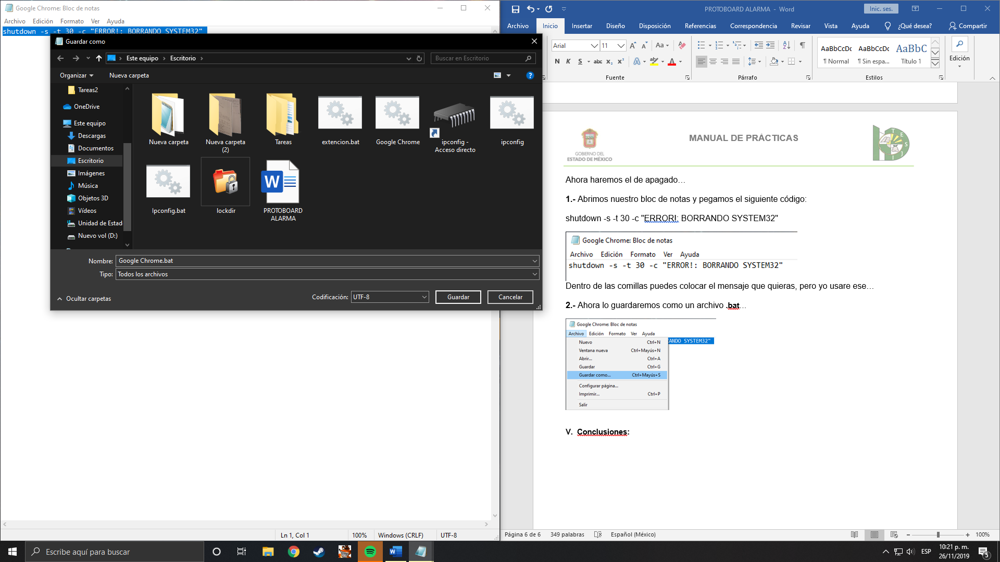 Google Chrome: Bloc de notas
Archivo Edición Formato Ver Ayuda
shutdown -s -t 30 -c "ERROR!: BORRANDO SYSTEM32"
Guardar como
Este equipo > Escritorio >
Buscar en Escritorio
Organizar
Nueva carpeta
Tareas2
OneDrive
Este equipo
Descargas
Documentos
Escritorio
Imágenes
Música
Objetos 3D
Vídeos
Unidad de Estad
Nuevo vol (D:)
Nueva carpeta
Nueva carpeta
(2)
Tareas
extencion.bat
Google Chrome
ipconfig -
Acceso directo
ipconfig
Ipconfig.bat
lockdir
PROTOBOARD
ALARMA
Nombre: Google Chrome.bat
Tipo: Todos los archivos
Ocultar carpetas
Codificación: UTF-8
Guardar
Cancelar
Ln 1, Col 1
100%
Windows (CRLF)
UTF-8
PROTOBOARD ALARMA - Word
Inic. ses.
Archivo Inicio Insertar Diseño Disposición Referencias Correspondencia Revisar Vista Ayuda ¿Qué desea? Compartir
Arial 11
Aa
N K S abc x₂ x²
Fuente
Párrafo
AaBbCcDc AaBbCcDc AaBbC
¶ Normal ¶ Sin espa... Título 1
Estilos
Edición
GOBIERNO DEL
ESTADO DE MÉXICO
MANUAL DE PRÁCTICAS
T E S J I
Ahora haremos el de apagado…
1.- Abrimos nuestro bloc de notas y pegamos el siguiente código:
shutdown -s -t 30 -c "ERROR!: BORRANDO SYSTEM32"
Google Chrome: Bloc de notas
Archivo Edición Formato Ver Ayuda
shutdown -s -t 30 -c "ERROR!: BORRANDO SYSTEM32"
Dentro de las comillas puedes colocar el mensaje que quieras, pero yo usare ese…
2.- Ahora lo guardaremos como un archivo .bat…
Google Chrome: Bloc de notas
Archivo Edición Formato Ver Ayuda
ANDO SYSTEM32"
Nuevo Ctrl+N
Ventana nueva Ctrl+Mayús+N
Abrir... Ctrl+A
Guardar Ctrl+G
Guardar como... Ctrl+Mayús+S
Configurar página...
Imprimir... Ctrl+P
Salir
V. Conclusiones:
Página 6 de 6
349 palabras
Español (México)
100%
Escribe aquí para buscar
ESP
10:21 p. m.
26/11/2019
5